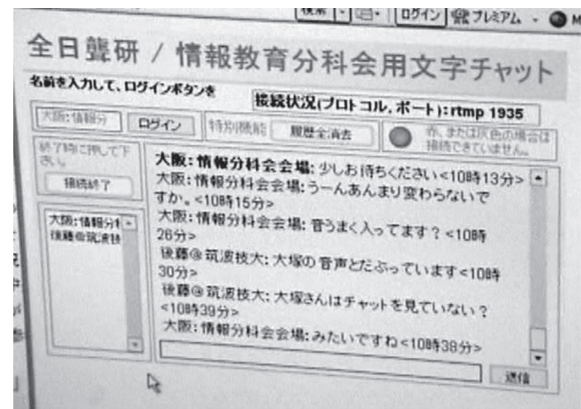 検索
ログイン
プレミアム
全日聾研 / 情報教育分科会用文字チャット
名前を入力して、ログインボタンを
接続状況(プロトコル、ポート):rtmp 1935
大阪:情報分
ログイン
特別機能
履歴全消去
赤、または灰色の場合は
接続できていません。
終了時に押して下
さい。
接続終了
大阪:情報分科
後藤@筑波技
大阪:情報分科会会場: 少しお待ちください<10時13分>
大阪:情報分科会会場: うーんあんまり変わらないで
すか。<10時15分>
大阪:情報分科会会場: 音うまく入ってます?<10時
26分>
後藤@筑波技大: 大塚の音声とだぶっています<10時
30分>
後藤@筑波技大: 大塚さんはチャットを見ていない?
<10時39分>
大阪:情報分科会会場: みたいですね<10時38分>
送信